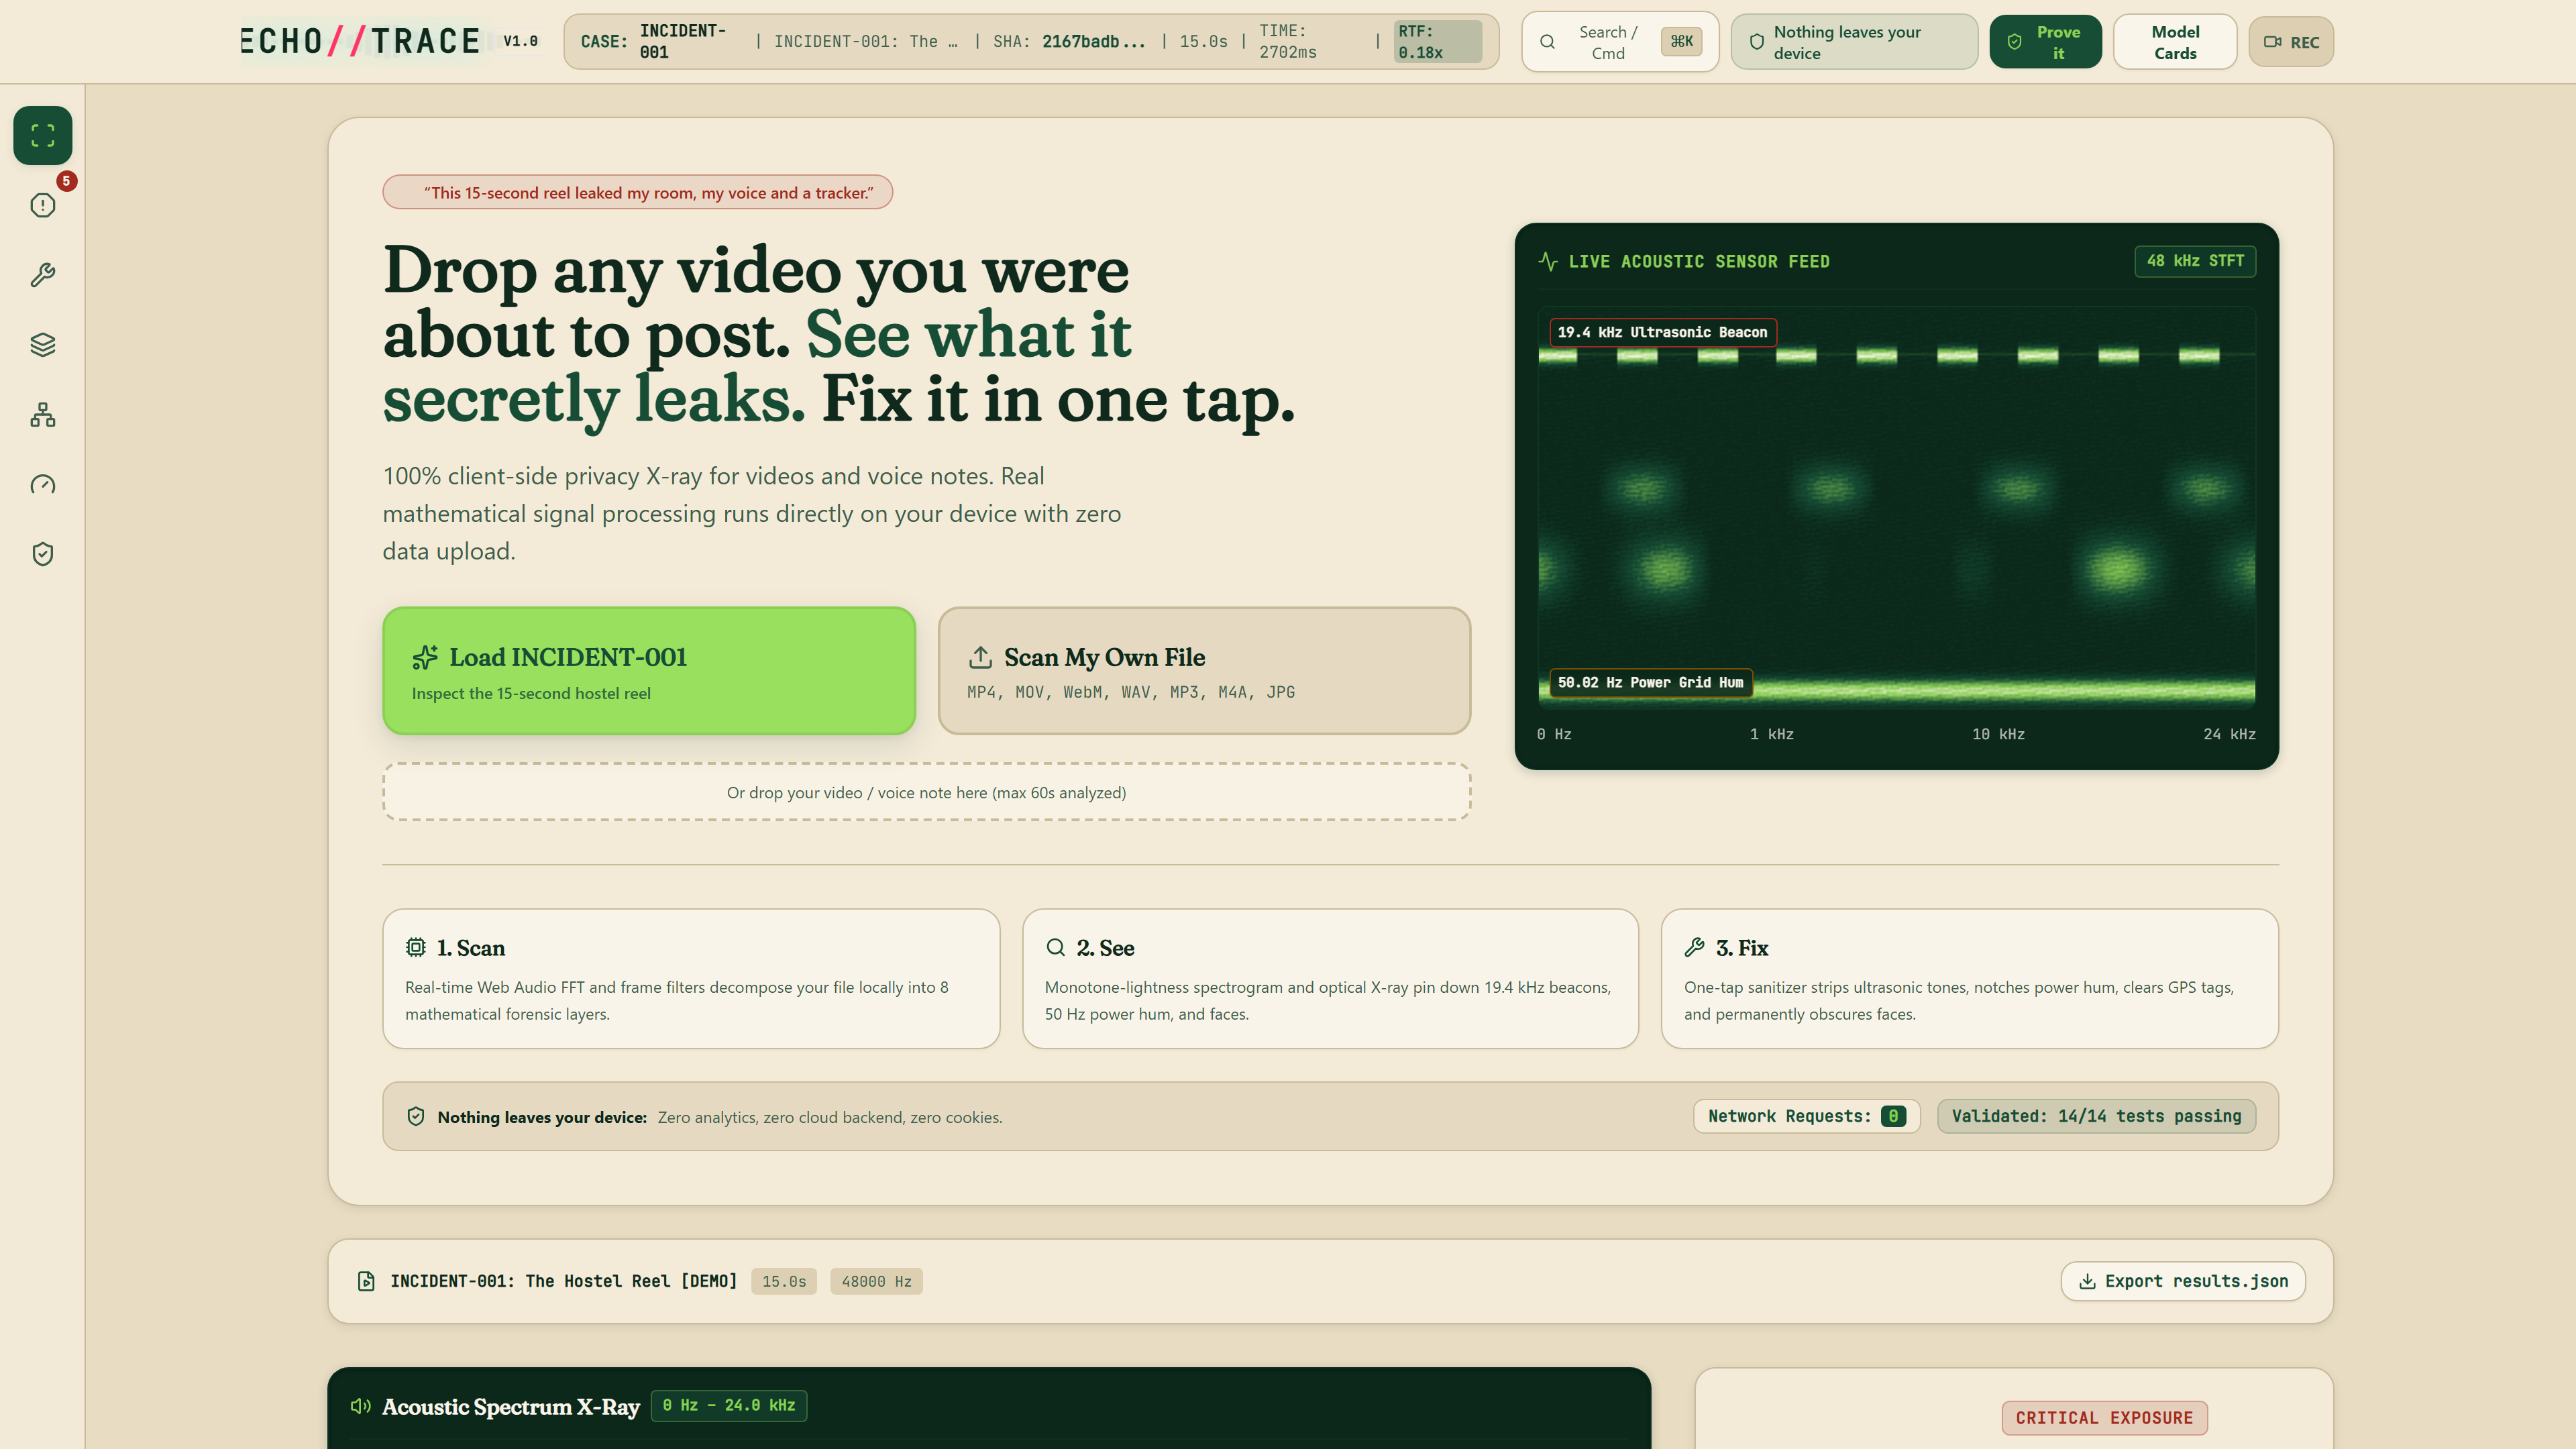 ECHO//TRACE V1.0
CASE: INCIDENT-001 | INCIDENT-001: The … | SHA: 2167badb... | 15.0s | TIME: 2702ms | RTF: 0.18x
Search / Cmd ⌘K
Nothing leaves your device
Prove it
Model Cards
REC
5
“This 15-second reel leaked my room, my voice and a tracker.”
Drop any video you were
about to post. See what it
secretly leaks. Fix it in one tap.
100% client-side privacy X-ray for videos and voice notes. Real
mathematical signal processing runs directly on your device with zero
data upload.
Load INCIDENT-001
Inspect the 15-second hostel reel
Scan My Own File
MP4, MOV, WebM, WAV, MP3, M4A, JPG
Or drop your video / voice note here (max 60s analyzed)
LIVE ACOUSTIC SENSOR FEED
48 kHz STFT
19.4 kHz Ultrasonic Beacon
50.02 Hz Power Grid Hum
0 Hz 1 kHz 10 kHz 24 kHz
1. Scan
Real-time Web Audio FFT and frame filters decompose your file locally into 8
mathematical forensic layers.
2. See
Monotone-lightness spectrogram and optical X-ray pin down 19.4 kHz beacons,
50 Hz power hum, and faces.
3. Fix
One-tap sanitizer strips ultrasonic tones, notches power hum, clears GPS tags,
and permanently obscures faces.
Nothing leaves your device: Zero analytics, zero cloud backend, zero cookies.
Network Requests: 0
Validated: 14/14 tests passing
INCIDENT-001: The Hostel Reel [DEMO] 15.0s 48000 Hz
Export results.json
Acoustic Spectrum X-Ray 0 Hz – 24.0 kHz
CRITICAL EXPOSURE